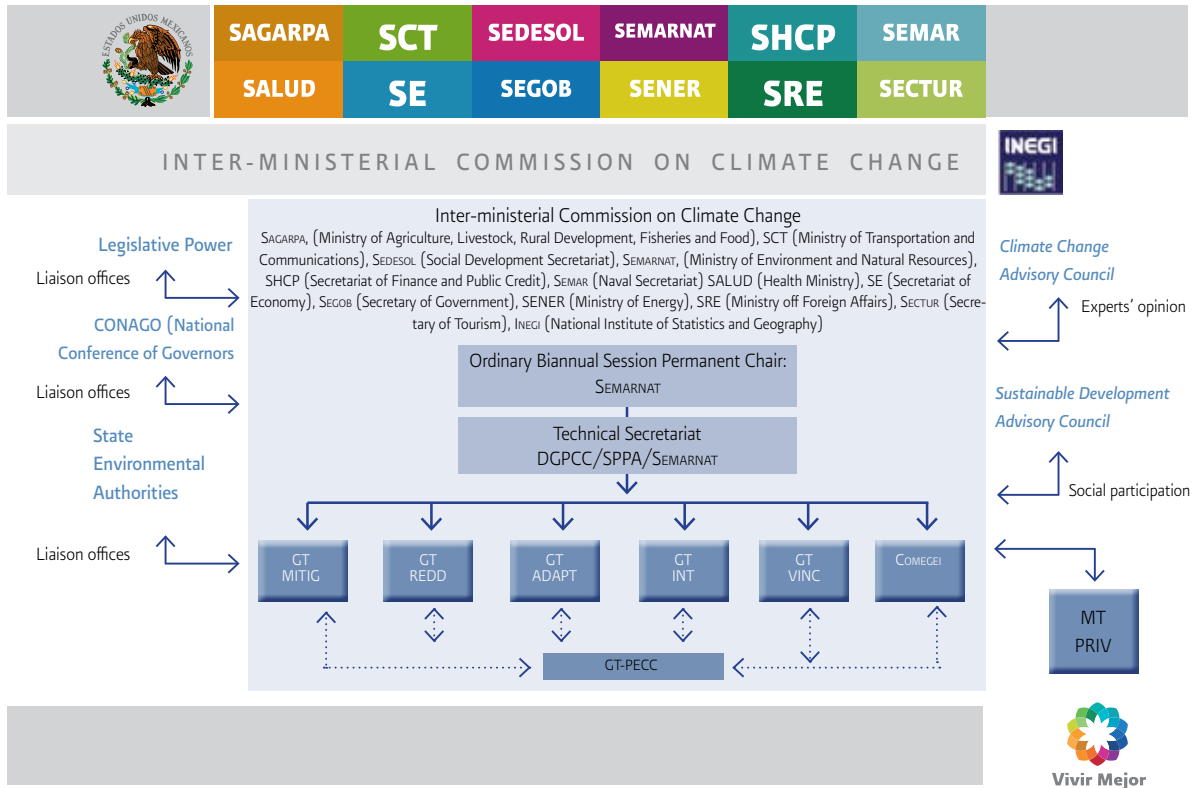 ESTADOS UNIDOS MEXICANOS
SAGARPA SCT SEDESOL SEMARNAT SHCP SEMAR
SALUD SE SEGOB SENER SRE SECTUR
INTER-MINISTERIAL COMMISSION ON CLIMATE CHANGE
INEGI
Legislative Power
Liaison offices
CONAGO (National
Conference of Governors
Liaison offices
State
Environmental
Authorities
Liaison offices
Inter-ministerial Commission on Climate Change
SAGARPA, (Ministry of Agriculture, Livestock, Rural Development, Fisheries and Food), SCT (Ministry of Transportation and
Communications), SEDESOL (Social Development Secretariat), SEMARNAT, (Ministry of Environment and Natural Resources),
SHCP (Secretariat of Finance and Public Credit), SEMAR (Naval Secretariat) SALUD (Health Ministry), SE (Secretariat of
Economy), SEGOB (Secretary of Government), SENER (Ministry of Energy), SRE (Ministry off Foreign Affairs), SECTUR (Secre-
tary of Tourism), INEGI (National Institute of Statistics and Geography)
Ordinary Biannual Session Permanent Chair:
SEMARNAT
Technical Secretariat
DGPCC/SPPA/SEMARNAT
GT
MITIG
GT
REDD
GT
ADAPT
GT
INT
GT
VINC
COMEGEI
GT-PECC
Climate Change
Advisory Council
Experts' opinion
Sustainable Development
Advisory Council
Social participation
MT
PRIV
Vivir Mejor